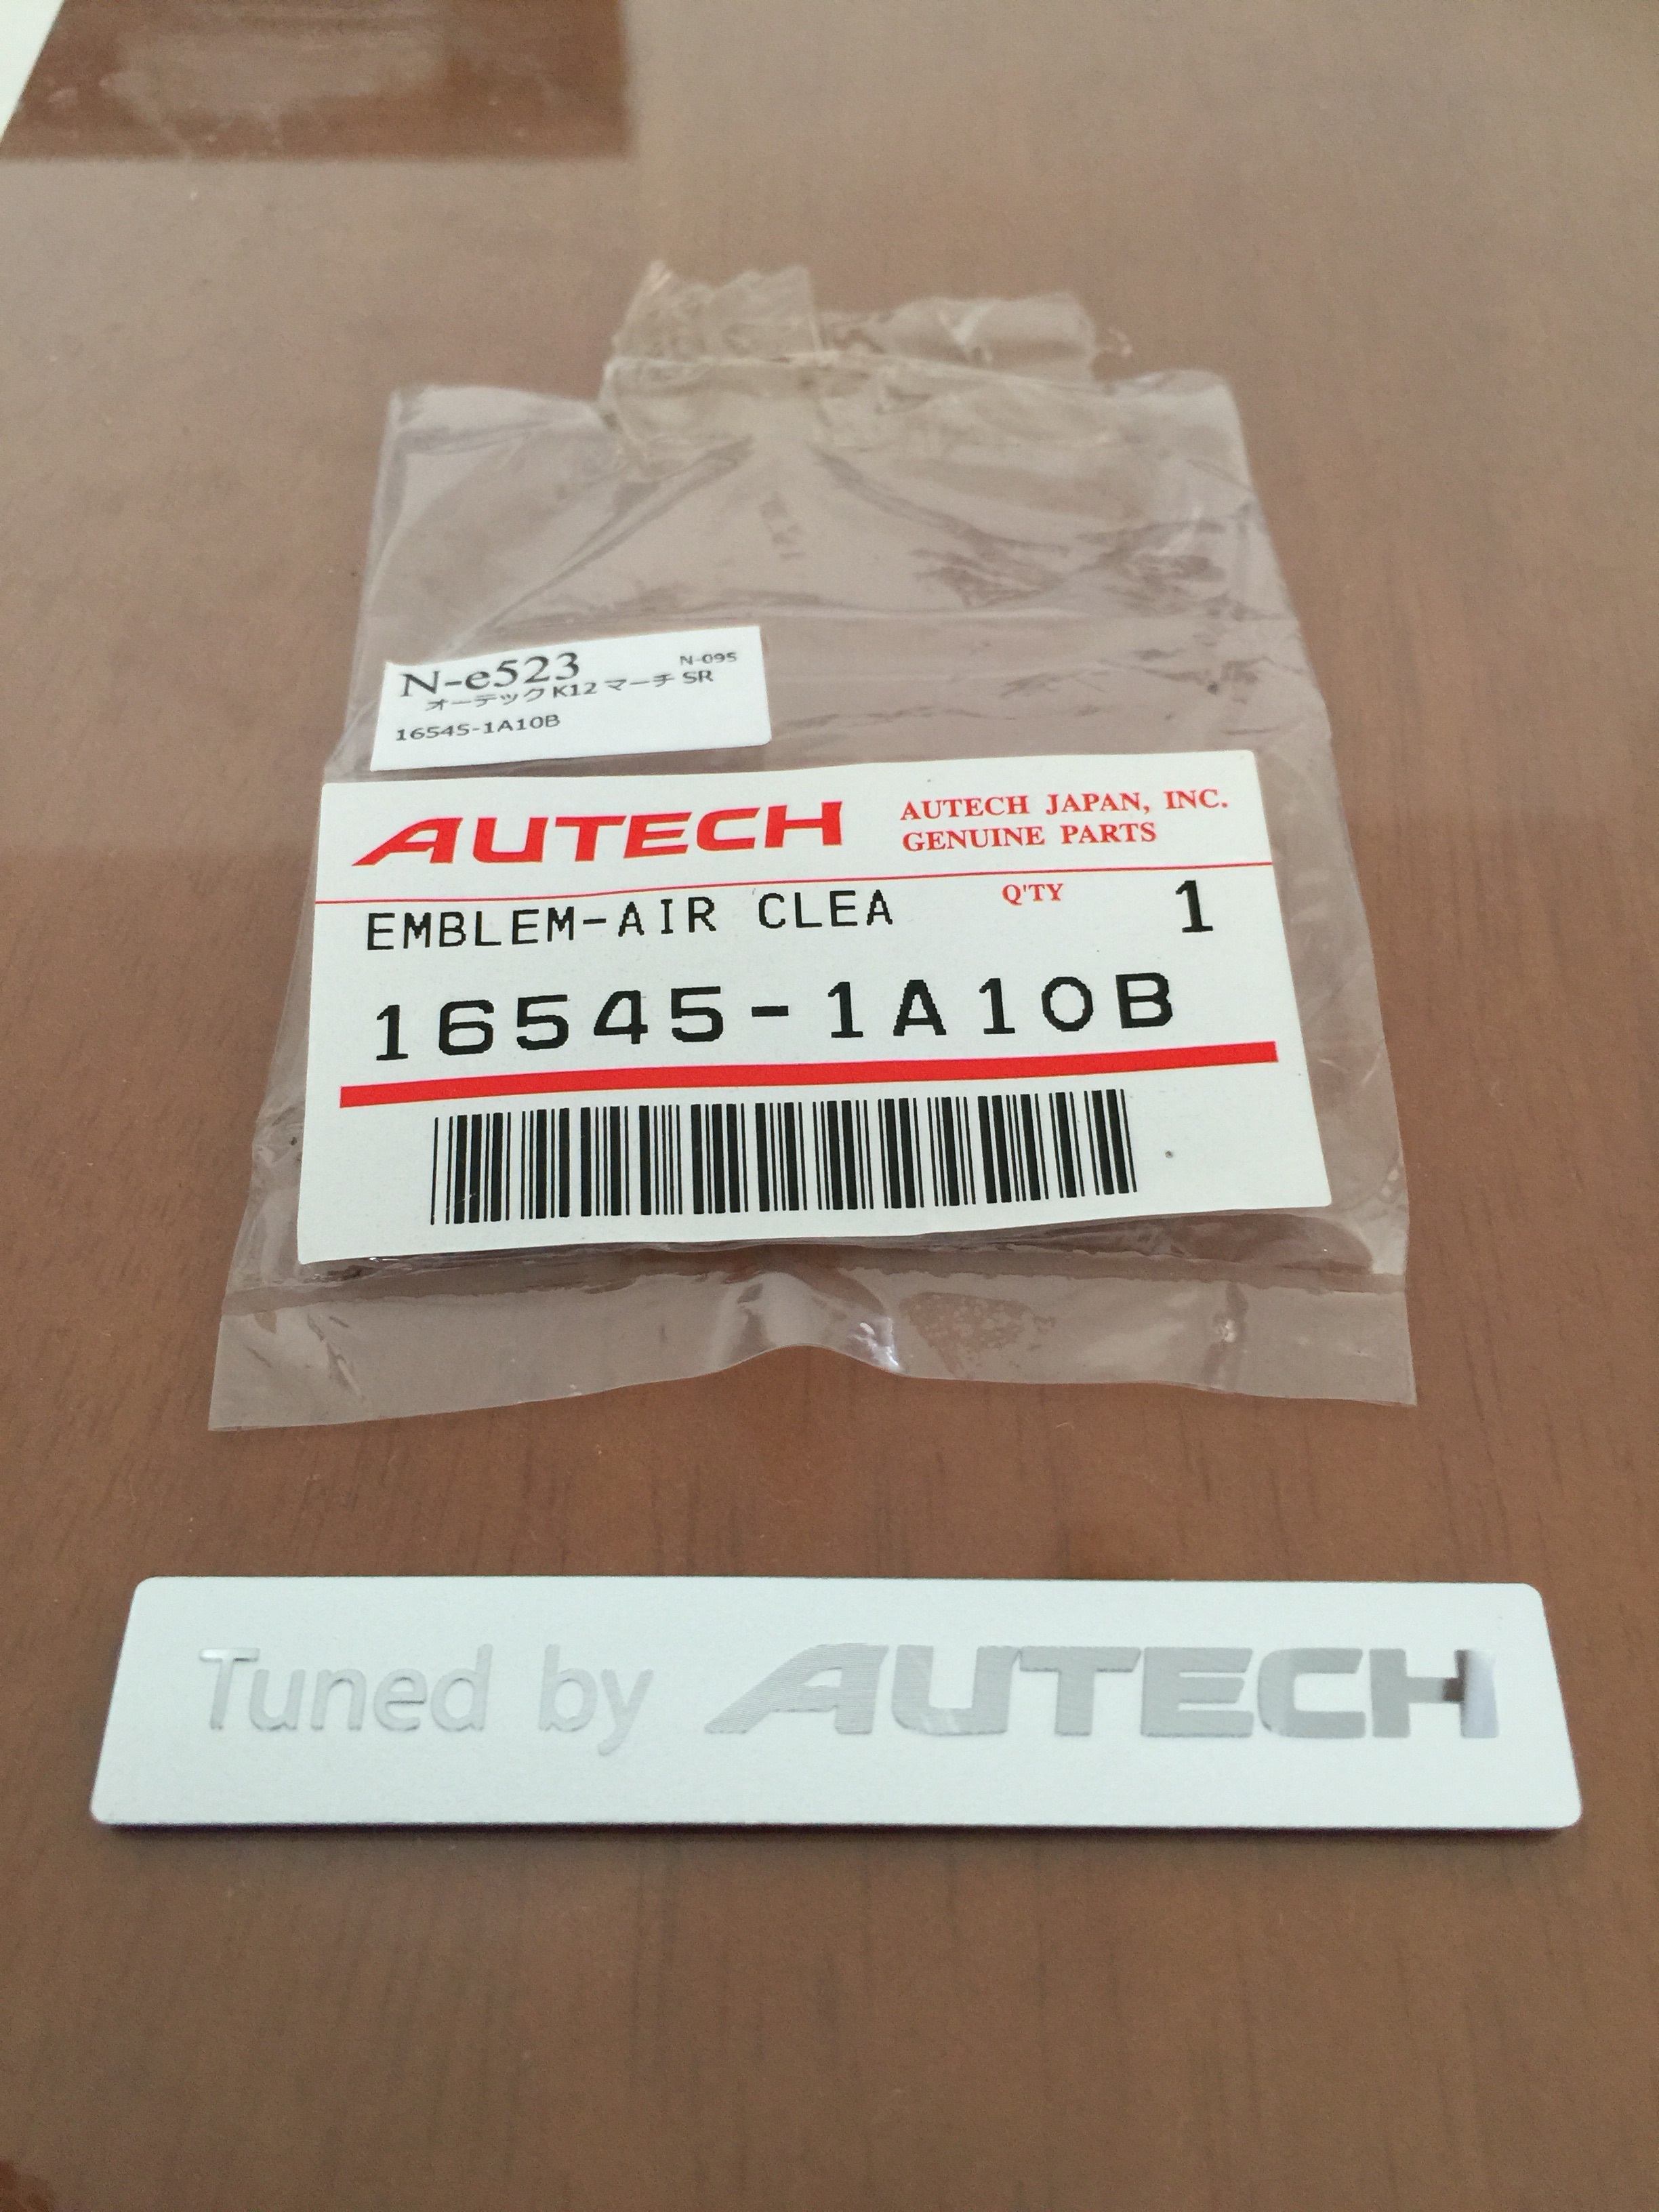 N-e523 N-095
オーテック K12 マーチ SR
16545-1A10B
AUTECH AUTECH JAPAN, INC.
GENUINE PARTS
EMBLEM-AIR CLEA Q'TY 1
16545-1A10B
Tuned by AUTECH